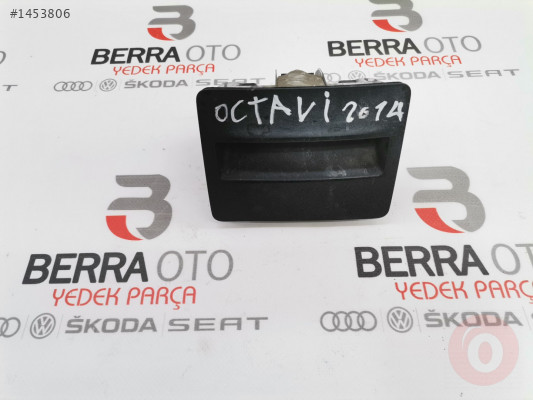 #1453806
BERRA OTO
YEDEK PARÇA
ŠKODA SEAT
BERRA OTO
YEDEK PARÇA
ŠKODA SEAT
OCTAVİ 2014
BERRA OTO
YEDEK PARÇA
ŠKODA SEAT
BERRA OTO
YEDEK PARÇA
ŠKODA SEAT